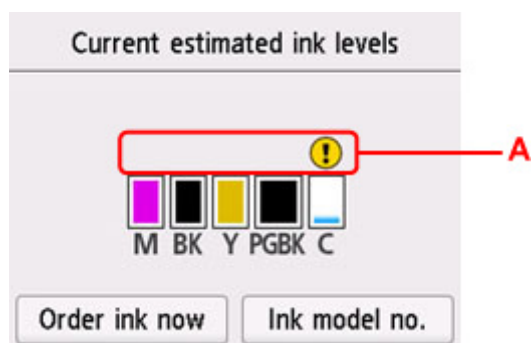 Current estimated ink levels
!
A
M BK Y PGBK C
Order ink now Ink model no.